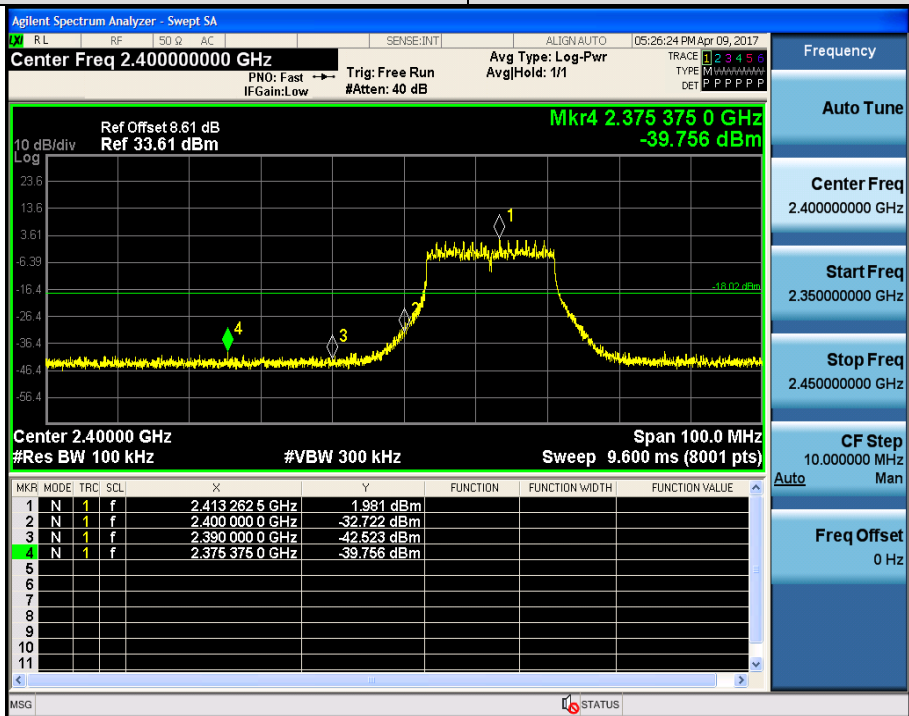 Agilent Spectrum Analyzer - Swept SA
LXI RL RF 50 Ω AC SENSE:INT ALIGN AUTO 05:26:24 PM Apr 09, 2017
Center Freq 2.400000000 GHz
PNO: Fast
IFGain:Low
Trig: Free Run
#Atten: 40 dB
Avg Type: Log-Pwr
Avg|Hold: 1/1
TRACE 1 2 3 4 5 6
TYPE M
DET P P P P P P
Mkr4 2.375 375 0 GHz
-39.756 dBm
Ref Offset 8.61 dB
10 dB/div Ref 33.61 dBm
Log
23.6
13.6
3.61
-6.39
-16.4
-26.4
-36.4
-46.4
-56.4
1
2
3
4
-18.02 dBm
Center 2.40000 GHz Span 100.0 MHz
#Res BW 100 kHz #VBW 300 kHz Sweep 9.600 ms (8001 pts)
MKR MODE TRC SCL X Y FUNCTION FUNCTION WIDTH FUNCTION VALUE
1 N 1 f 2.413 262 5 GHz 1.981 dBm
2 N 1 f 2.400 000 0 GHz -32.722 dBm
3 N 1 f 2.390 000 0 GHz -42.523 dBm
4 N 1 f 2.375 375 0 GHz -39.756 dBm
5
6
7
8
9
10
11
MSG STATUS
Frequency
Auto Tune
Center Freq
2.400000000 GHz
Start Freq
2.350000000 GHz
Stop Freq
2.450000000 GHz
CF Step
10.000000 MHz
Auto Man
Freq Offset
0 Hz